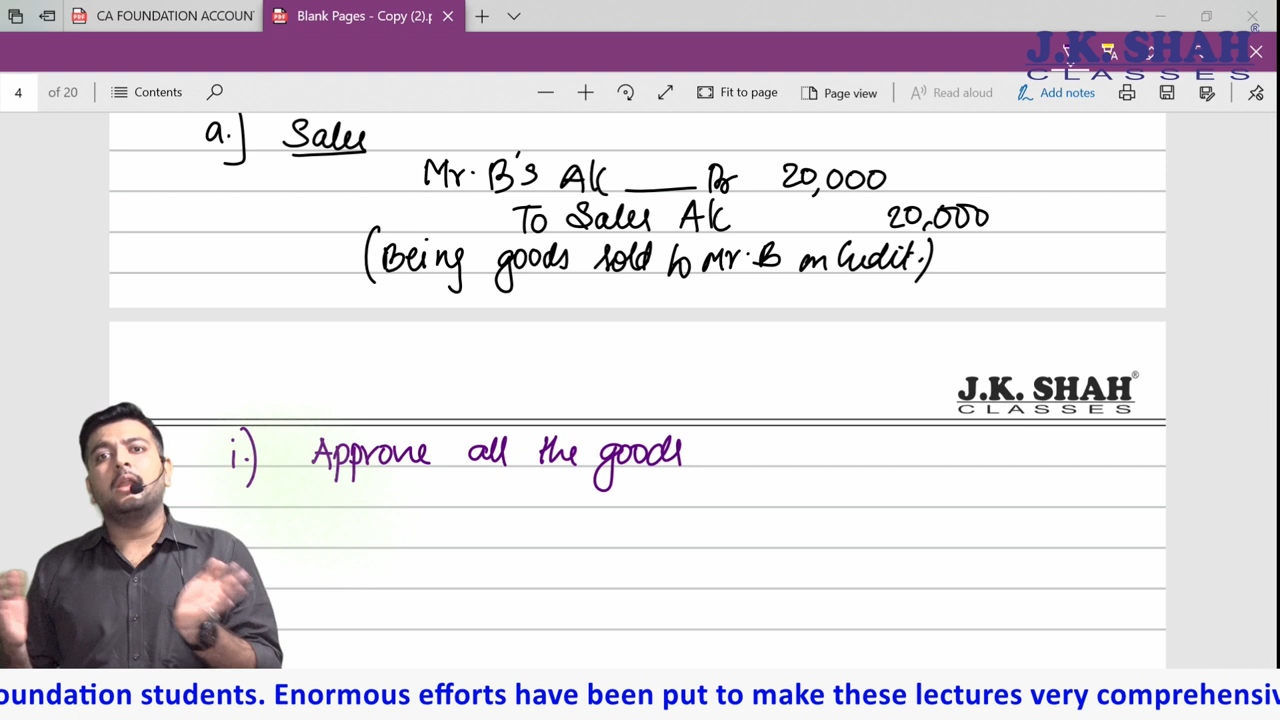 CA FOUNDATION ACCOUN
Blank Pages - Copy (2).p
J.K. SHAH®
CLASSES
4 of 20 Contents Fit to page Page view Read aloud Add notes
a.] Sales
Mr. B's A/c ____ Dr 20,000
To Sales A/c 20,000
(Being goods sold to Mr. B on Credit.)
J.K. SHAH®
CLASSES
i.) Approve all the goods
oundation students. Enormous efforts have been put to make these lectures very comprehensiv